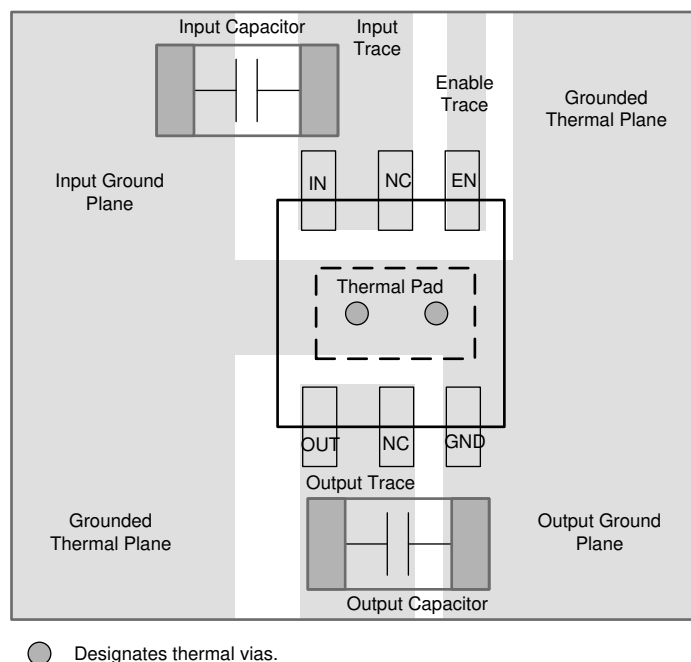 Input Capacitor
Input
Trace
Enable
Trace
Grounded
Thermal Plane
Input Ground
Plane
IN
NC
EN
Thermal Pad
OUT
NC
GND
Output Trace
Grounded
Thermal Plane
Output Ground
Plane
Output Capacitor
Designates thermal vias.